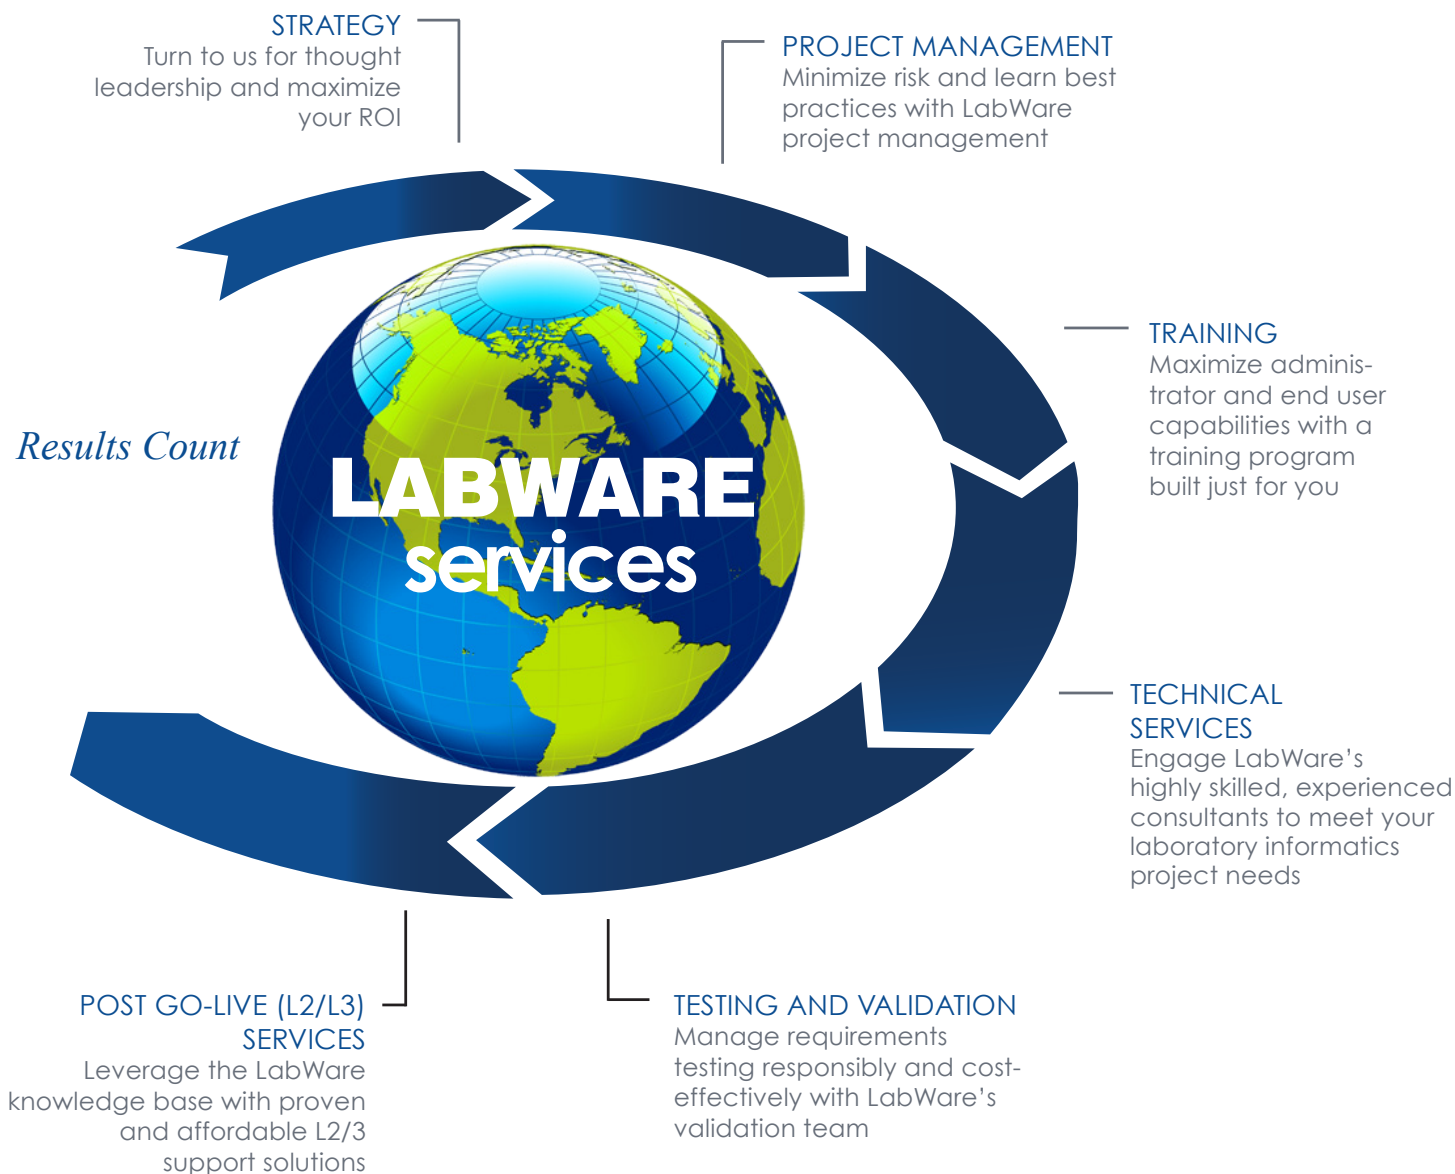 STRATEGY
Turn to us for thought
leadership and maximize
your ROI
PROJECT MANAGEMENT
Minimize risk and learn best
practices with LabWare
project management
TRAINING
Maximize adminis-
trator and end user
capabilities with a
training program
built just for you
Results Count
LABWARE
services
TECHNICAL
SERVICES
Engage LabWare’s
highly skilled, experienced
consultants to meet your
laboratory informatics
project needs
TESTING AND VALIDATION
Manage requirements
testing responsibly and cost-
effectively with LabWare’s
validation team
POST GO-LIVE (L2/L3)
SERVICES
Leverage the LabWare
knowledge base with proven
and affordable L2/3
support solutions